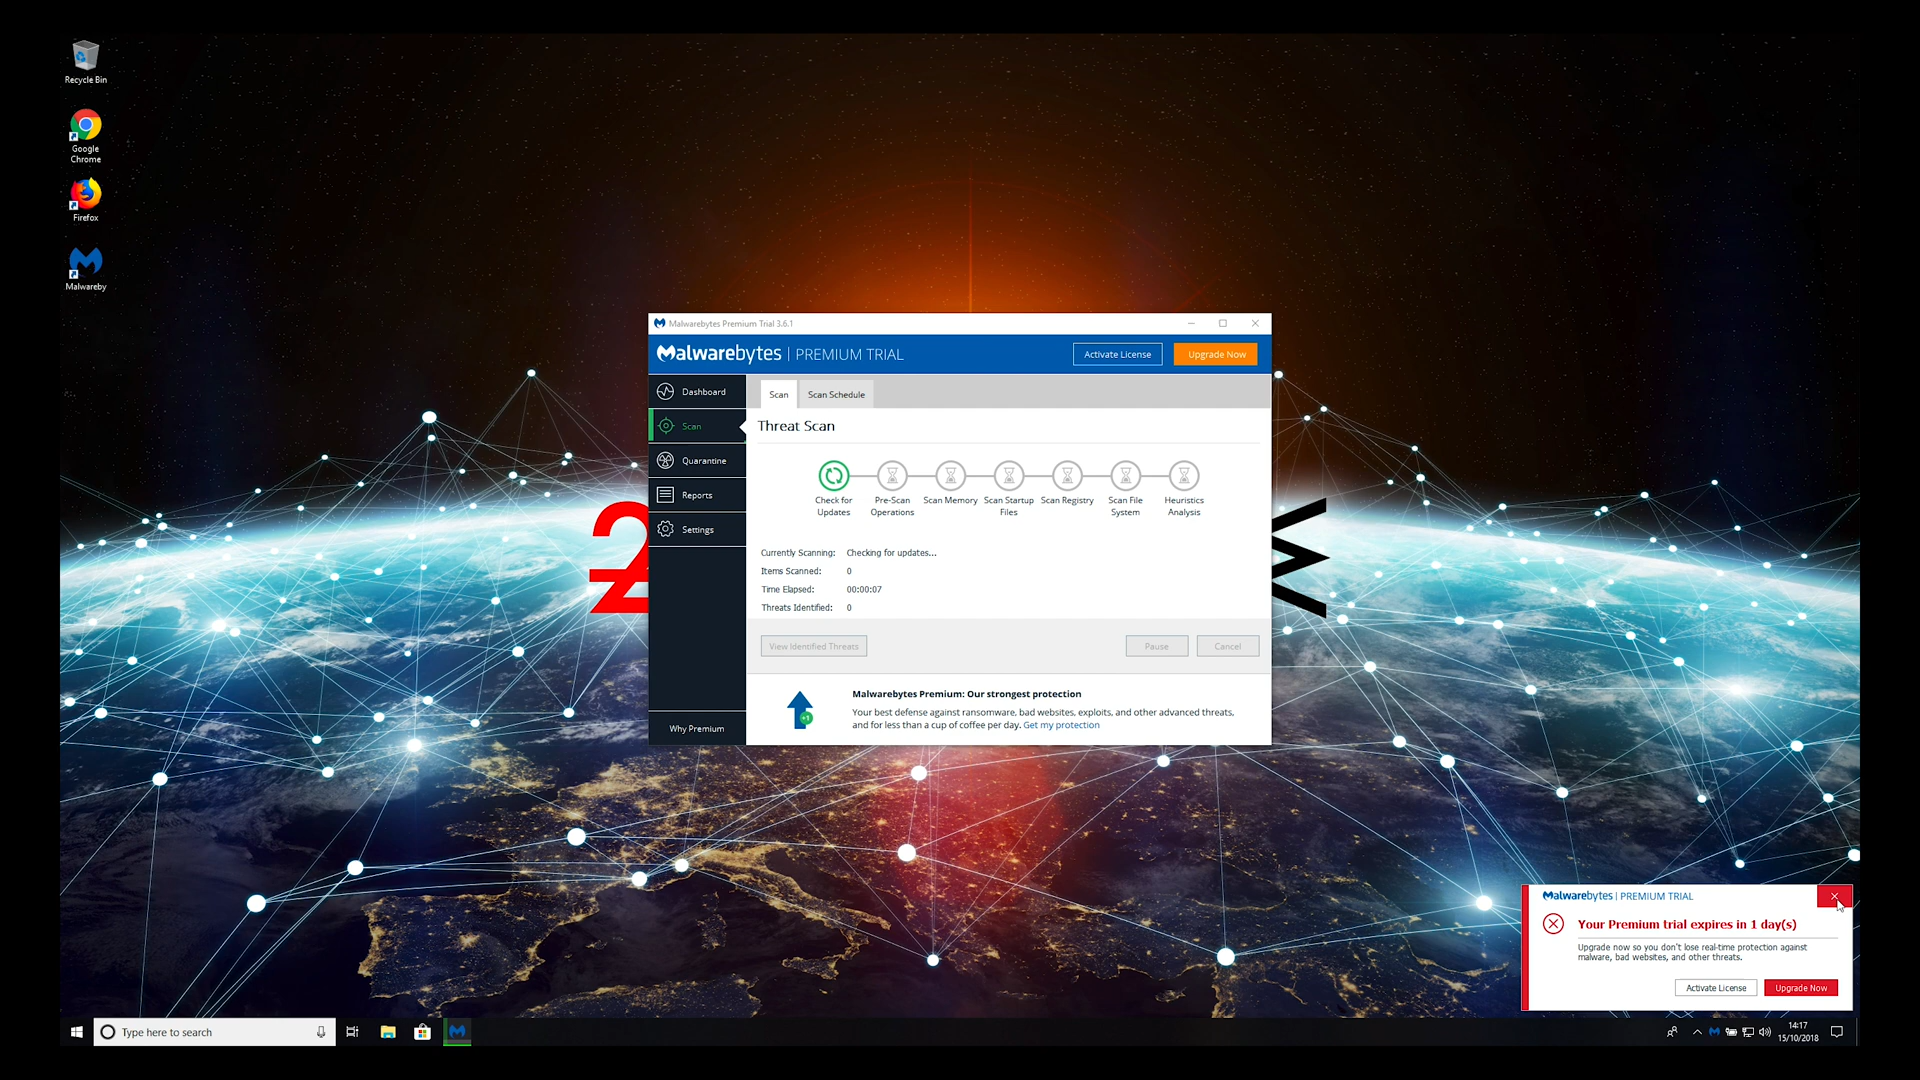 Recycle Bin
Google
Chrome
Firefox
Malwareby
Malwarebytes Premium Trial 3.6.1
Malwarebytes | PREMIUM TRIAL
Activate License
Upgrade Now
Dashboard
Scan
Quarantine
Reports
Settings
Why Premium
Scan
Scan Schedule
Threat Scan
Check for
Updates
Pre-Scan
Operations
Scan Memory
Scan Startup
Files
Scan Registry
Scan File
System
Heuristics
Analysis
Currently Scanning: Checking for updates...
Items Scanned: 0
Time Elapsed: 00:00:07
Threats Identified: 0
View Identified Threats
Pause
Cancel
+1
Malwarebytes Premium: Our strongest protection
Your best defense against ransomware, bad websites, exploits, and other advanced threats,
and for less than a cup of coffee per day. Get my protection
Malwarebytes | PREMIUM TRIAL
Your Premium trial expires in 1 day(s)
Upgrade now so you don't lose real-time protection against
malware, bad websites, and other threats.
Activate License
Upgrade Now
Type here to search
14:17
15/10/2018